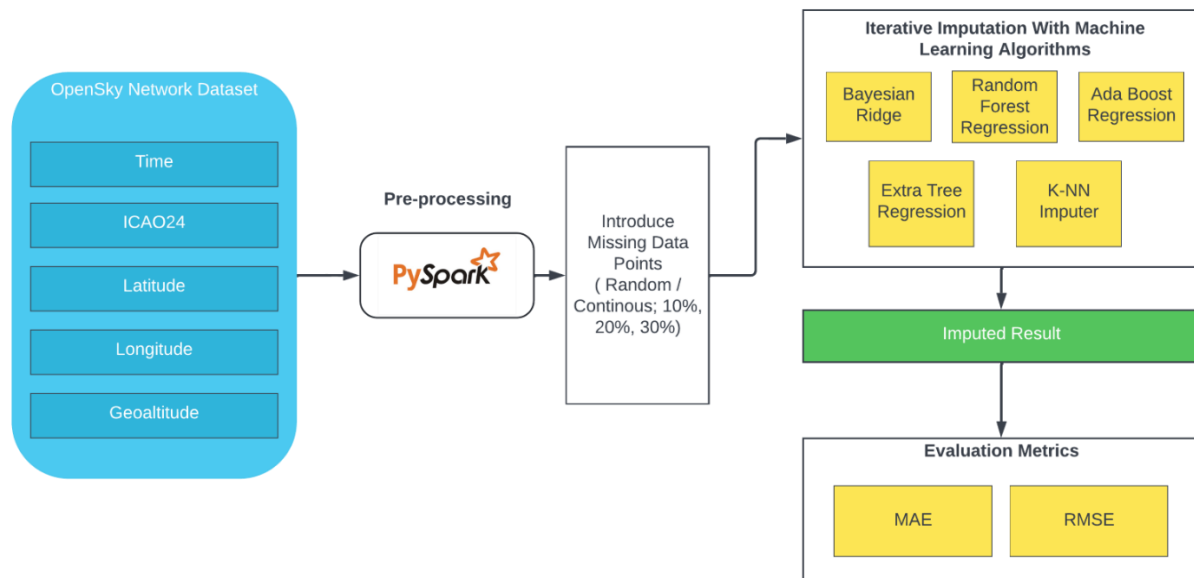 OpenSky Network Dataset
Time
ICAO24
Latitude
Longitude
Geoaltitude
Pre-processing
PySpark
Introduce
Missing Data
Points
( Random /
Continous; 10%,
20%, 30%)
Iterative Imputation With Machine
Learning Algorithms
Bayesian
Ridge
Random
Forest
Regression
Ada Boost
Regression
Extra Tree
Regression
K-NN
Imputer
Imputed Result
Evaluation Metrics
MAE
RMSE